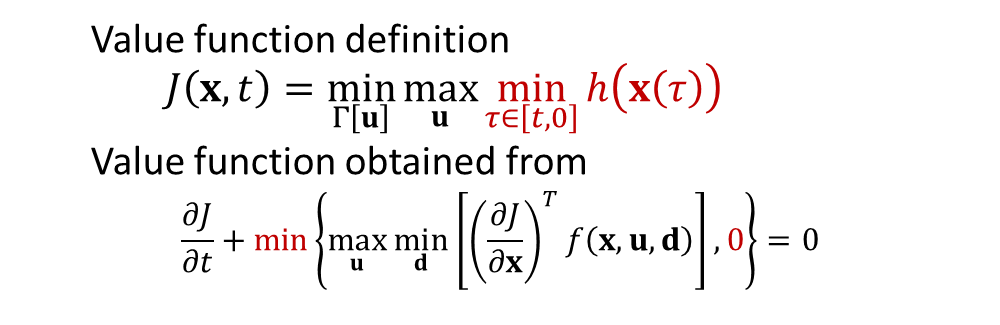 Value function definition
J(x, t) = min_{Γ[u]} max_{u} min_{τ∈[t,0]} h(x(τ))
Value function obtained from
∂J/∂t + min {max_{u} min_{d} [(∂J/∂x)^T f(x, u, d)], 0} = 0